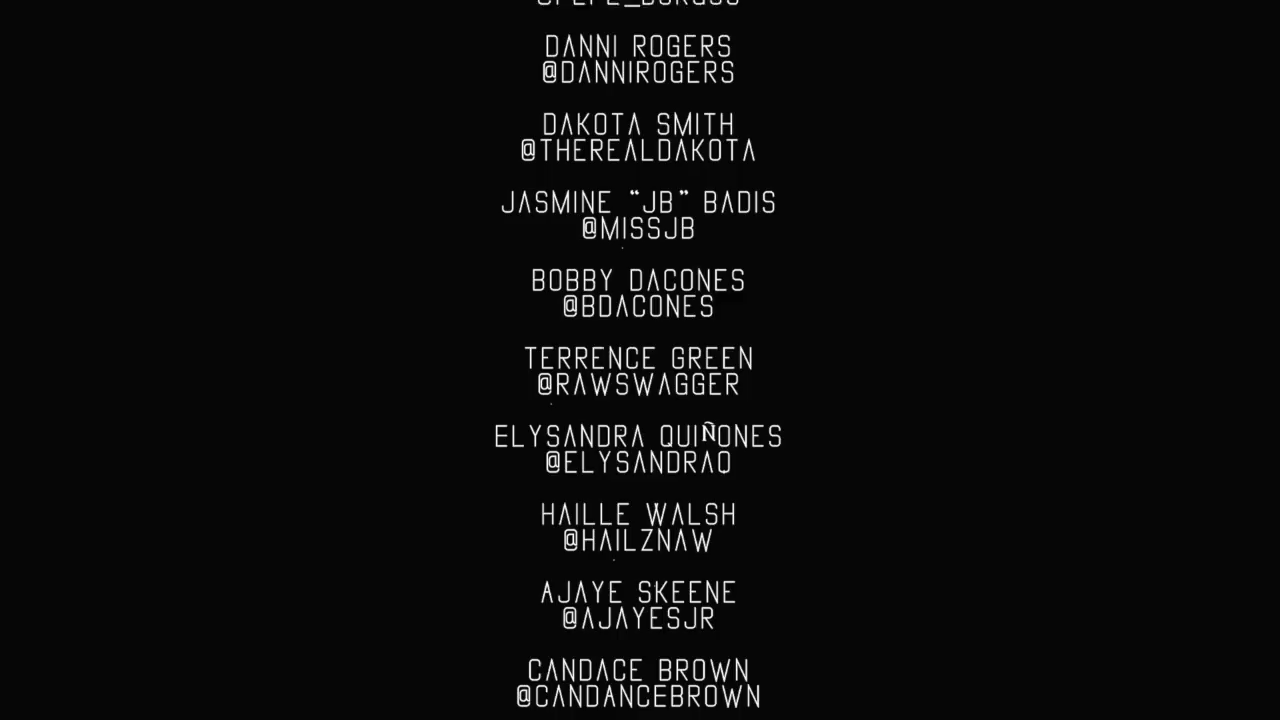 DANNI ROGERS
@DANNIROGERS
DAKOTA SMITH
@THEREALDAKOTA
JASMINE “JB” BADIS
@MISSJB
BOBBY DACONES
@BDACONES
TERRENCE GREEN
@RAWSWAGGER
ELYSANDRA QUIÑONES
@ELYSANDRAQ
HAILLE WALSH
@HAILZNAW
AJAYE SKEENE
@AJAYESJR
CANDACE BROWN
@CANDANCEBROWN